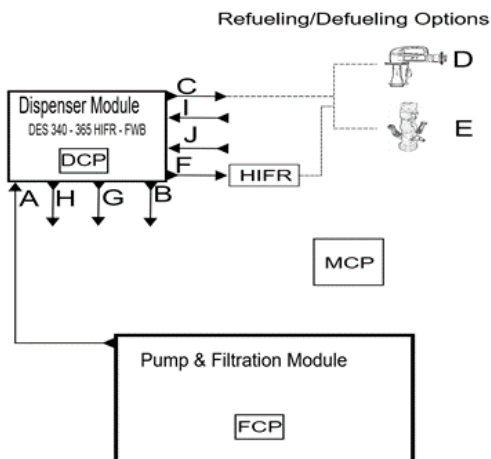 Refueling/Defueling Options
C
D
Dispenser Module
DES 340 - 365 HIFR - FWB
I
J
E
DCP
F
HIFR
A
H
G
B
MCP
Pump & Filtration Module
FCP